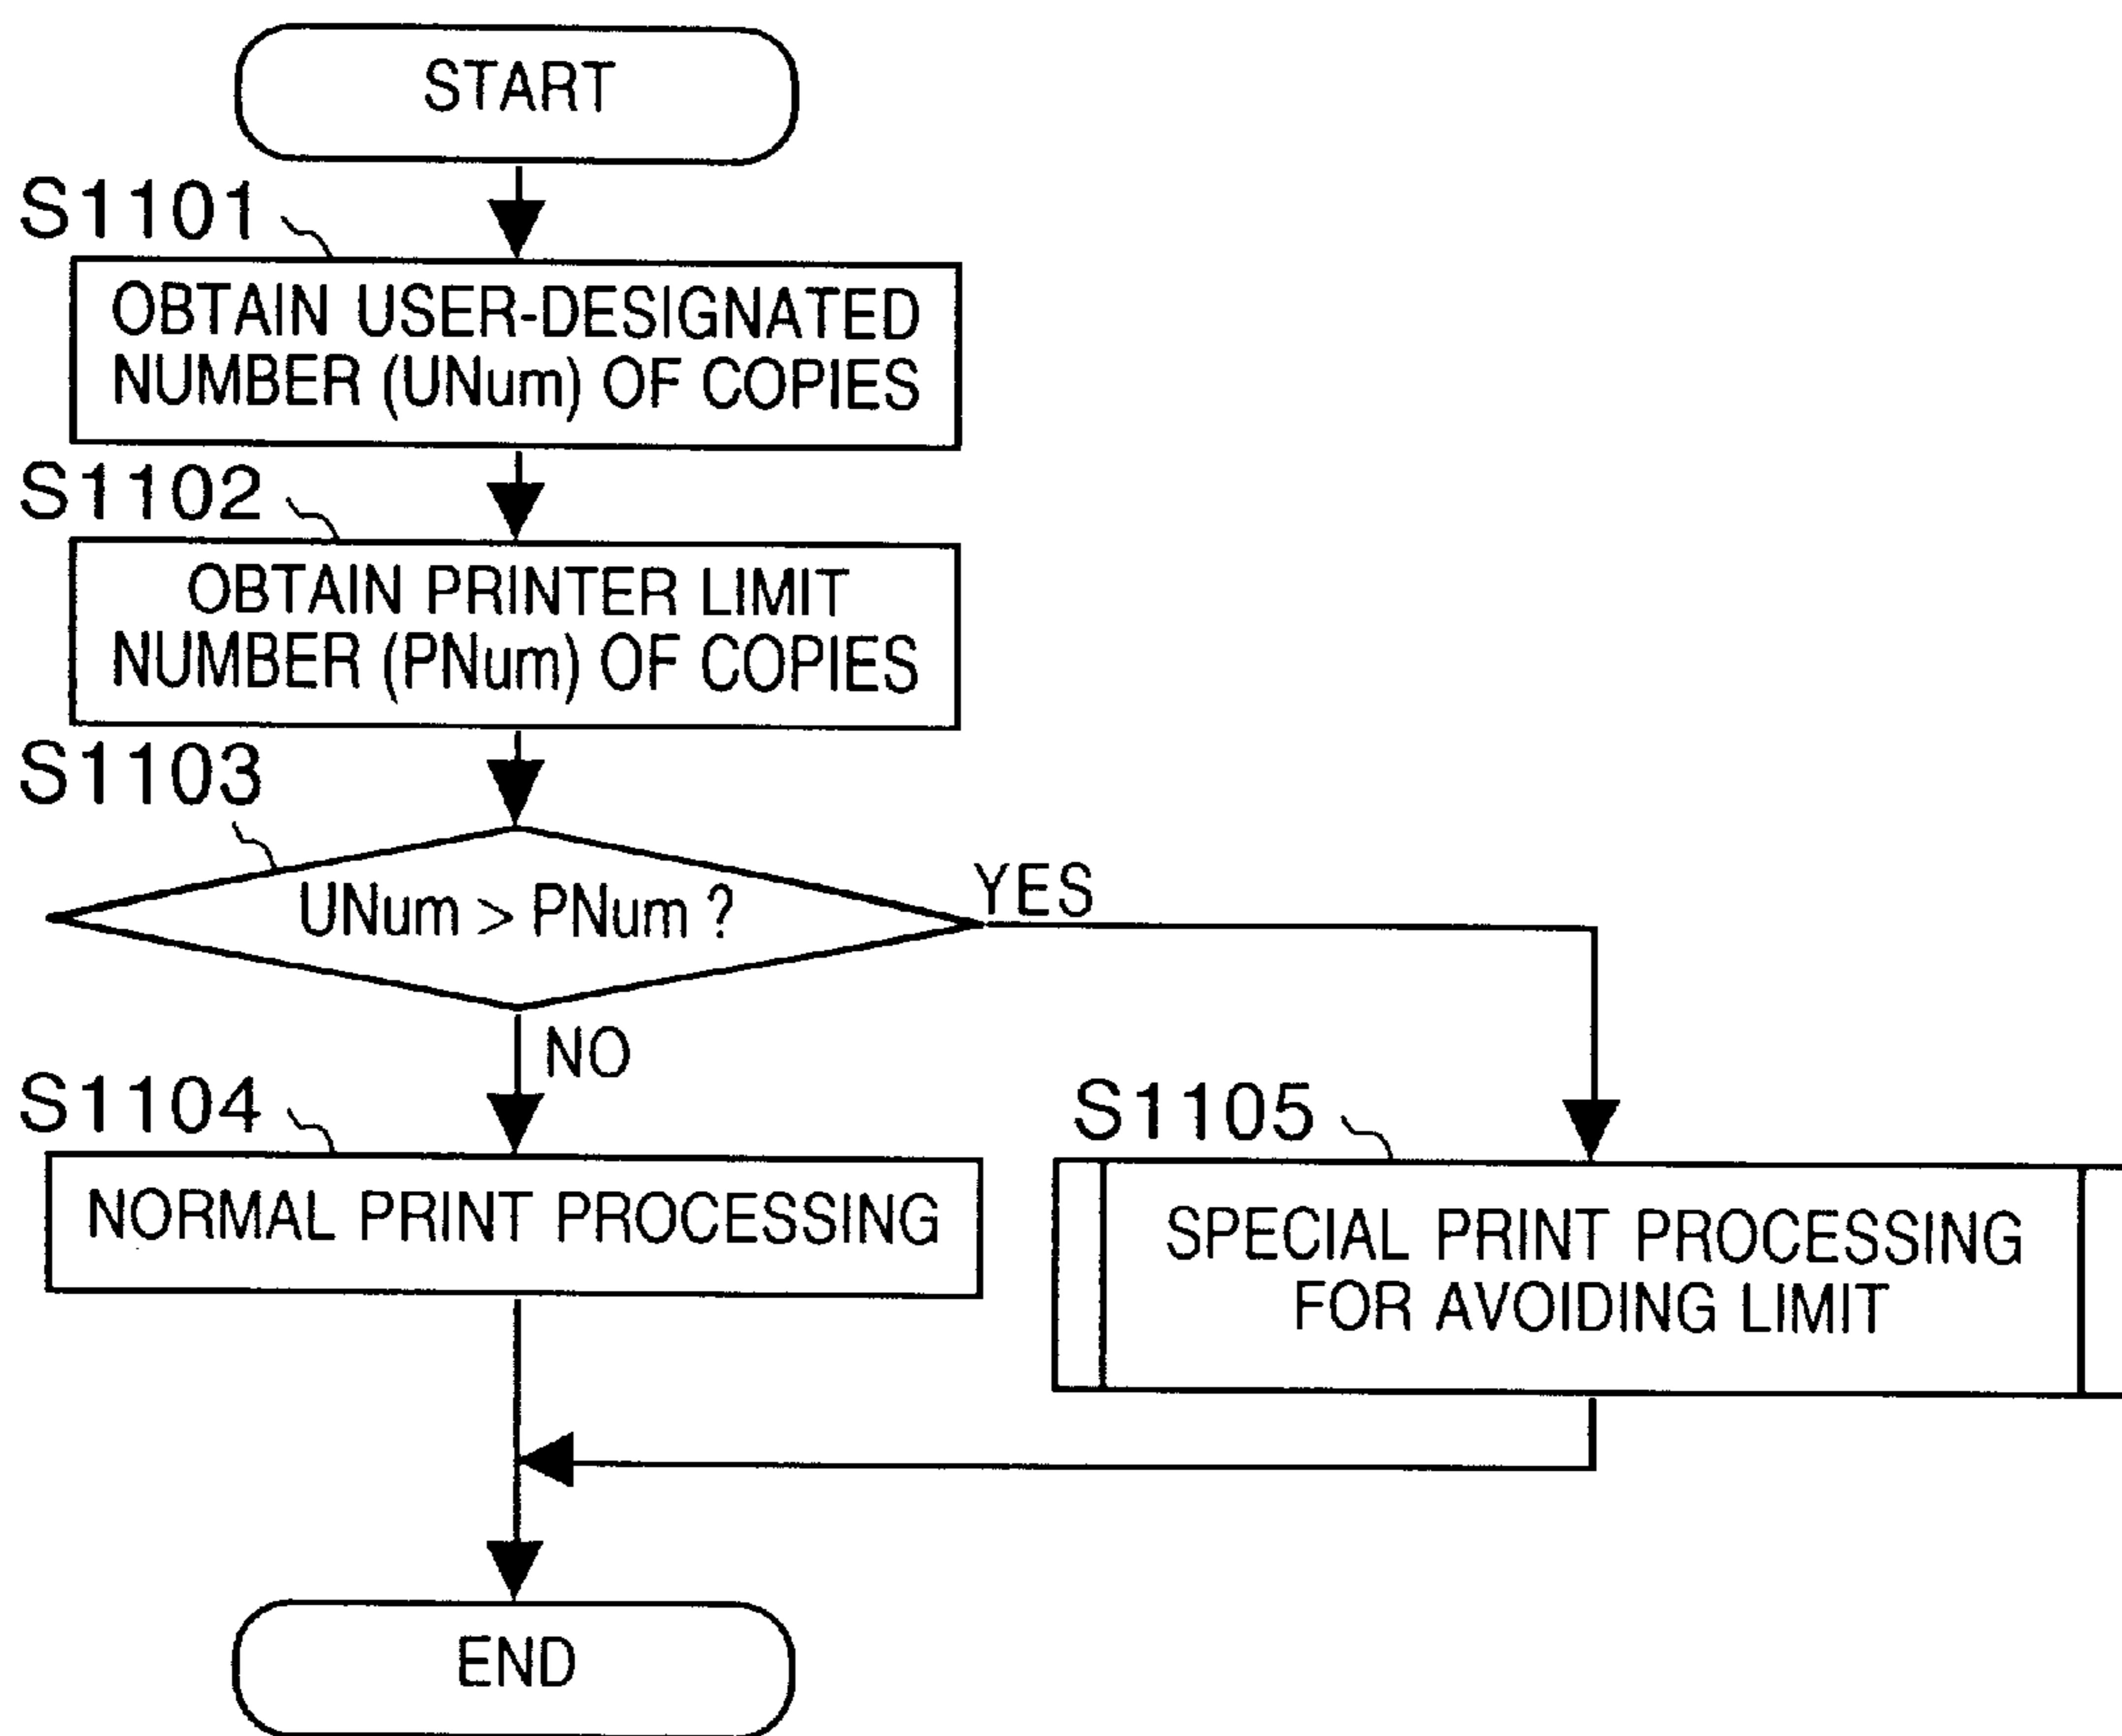 START
S1101
OBTAIN USER-DESIGNATED
NUMBER (UNum) OF COPIES
S1102
OBTAIN PRINTER LIMIT
NUMBER (PNum) OF COPIES
S1103
UNum > PNum ?
YES
NO
S1104
NORMAL PRINT PROCESSING
S1105
SPECIAL PRINT PROCESSING
FOR AVOIDING LIMIT
END